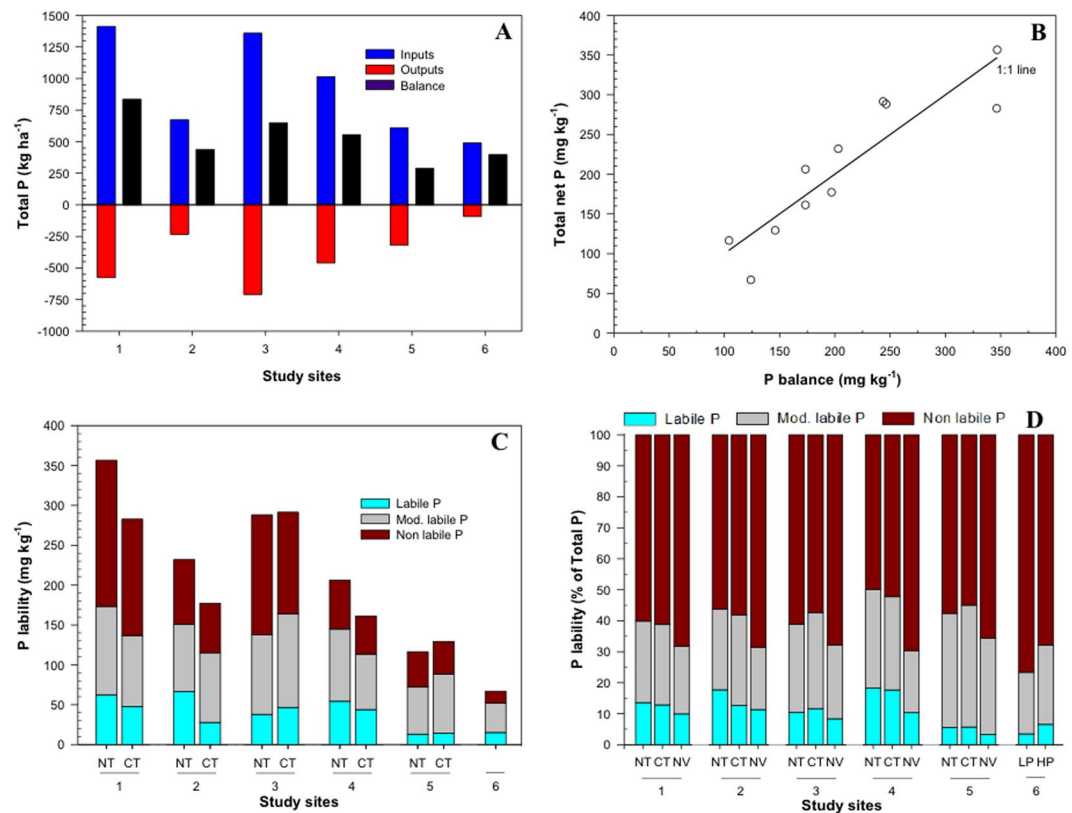 A
1500
1250
1000
750
500
250
0
-250
-500
-750
-1000
Total P (kg ha⁻¹)
Inputs
Outputs
Balance
1 2 3 4 5 6
Study sites
B
400
350
300
250
200
150
100
50
0
Total net P (mg kg⁻¹)
1:1 line
0 50 100 150 200 250 300 350 400
P balance (mg kg⁻¹)
C
400
350
300
250
200
150
100
50
0
P lability (mg kg⁻¹)
Labile P
Mod. labile P
Non labile P
NT CT NT CT NT CT NT CT NT CT
1 2 3 4 5 6
Study sites
Labile P Mod. labile P Non labile P
D
100
90
80
70
60
50
40
30
20
10
0
P lability (% of Total P)
NT CT NV NT CT NV NT CT NV NT CT NV NT CT NV LP HP
1 2 3 4 5 6
Study sites